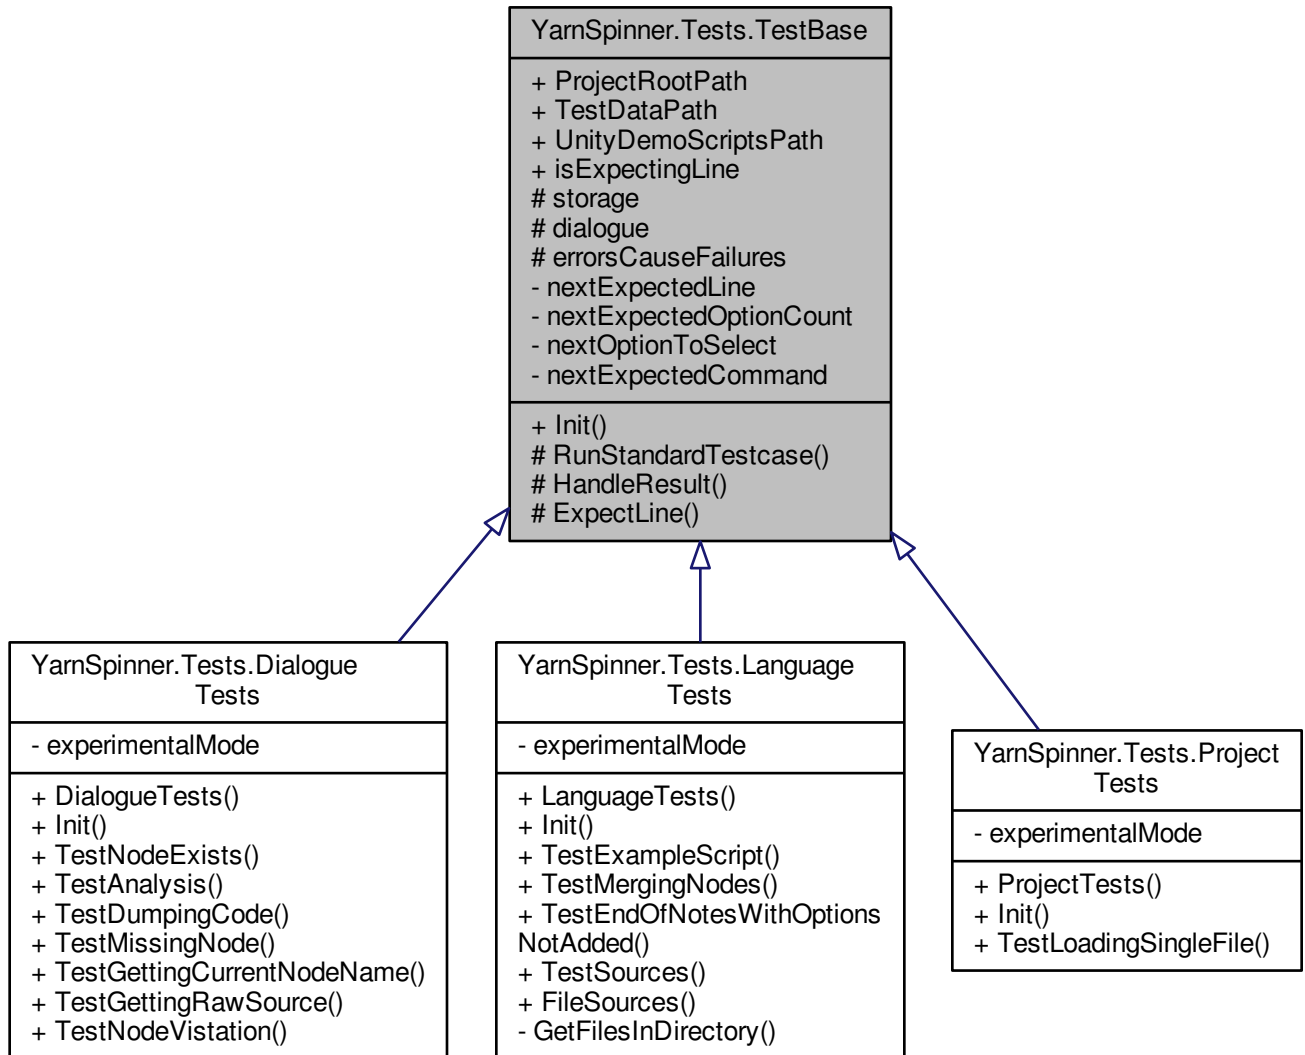 YarnSpinner.Tests.TestBase
+ ProjectRootPath
+ TestDataPath
+ UnityDemoScriptsPath
+ isExpectingLine
# storage
# dialogue
# errorsCauseFailures
- nextExpectedLine
- nextExpectedOptionCount
- nextOptionToSelect
- nextExpectedCommand
+ Init()
# RunStandardTestcase()
# HandleResult()
# ExpectLine()
YarnSpinner.Tests.Dialogue
Tests
- experimentalMode
+ DialogueTests()
+ Init()
+ TestNodeExists()
+ TestAnalysis()
+ TestDumpingCode()
+ TestMissingNode()
+ TestGettingCurrentNodeName()
+ TestGettingRawSource()
+ TestNodeVistation()
YarnSpinner.Tests.Language
Tests
- experimentalMode
+ LanguageTests()
+ Init()
+ TestExampleScript()
+ TestMergingNodes()
+ TestEndOfNotesWithOptions
NotAdded()
+ TestSources()
+ FileSources()
- GetFilesInDirectory()
YarnSpinner.Tests.Project
Tests
- experimentalMode
+ ProjectTests()
+ Init()
+ TestLoadingSingleFile()